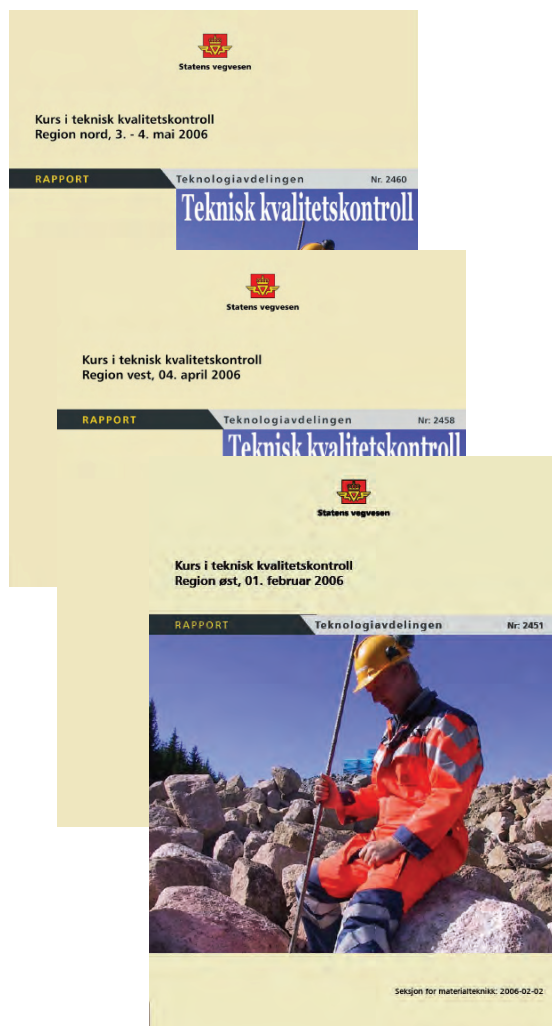 Statens vegvesen
Kurs i teknisk kvalitetskontroll
Region nord, 3. - 4. mai 2006
RAPPORT Teknologiavdelingen Nr. 2460
Teknisk kvalitetskontroll
Statens vegvesen
Kurs i teknisk kvalitetskontroll
Region vest, 04. april 2006
RAPPORT Teknologiavdelingen Nr: 2458
Teknisk kvalitetskontroll
Statens vegvesen
Kurs i teknisk kvalitetskontroll
Region øst, 01. februar 2006
RAPPORT Teknologiavdelingen Nr: 2451
Seksjon for materialteknikk: 2006-02-02